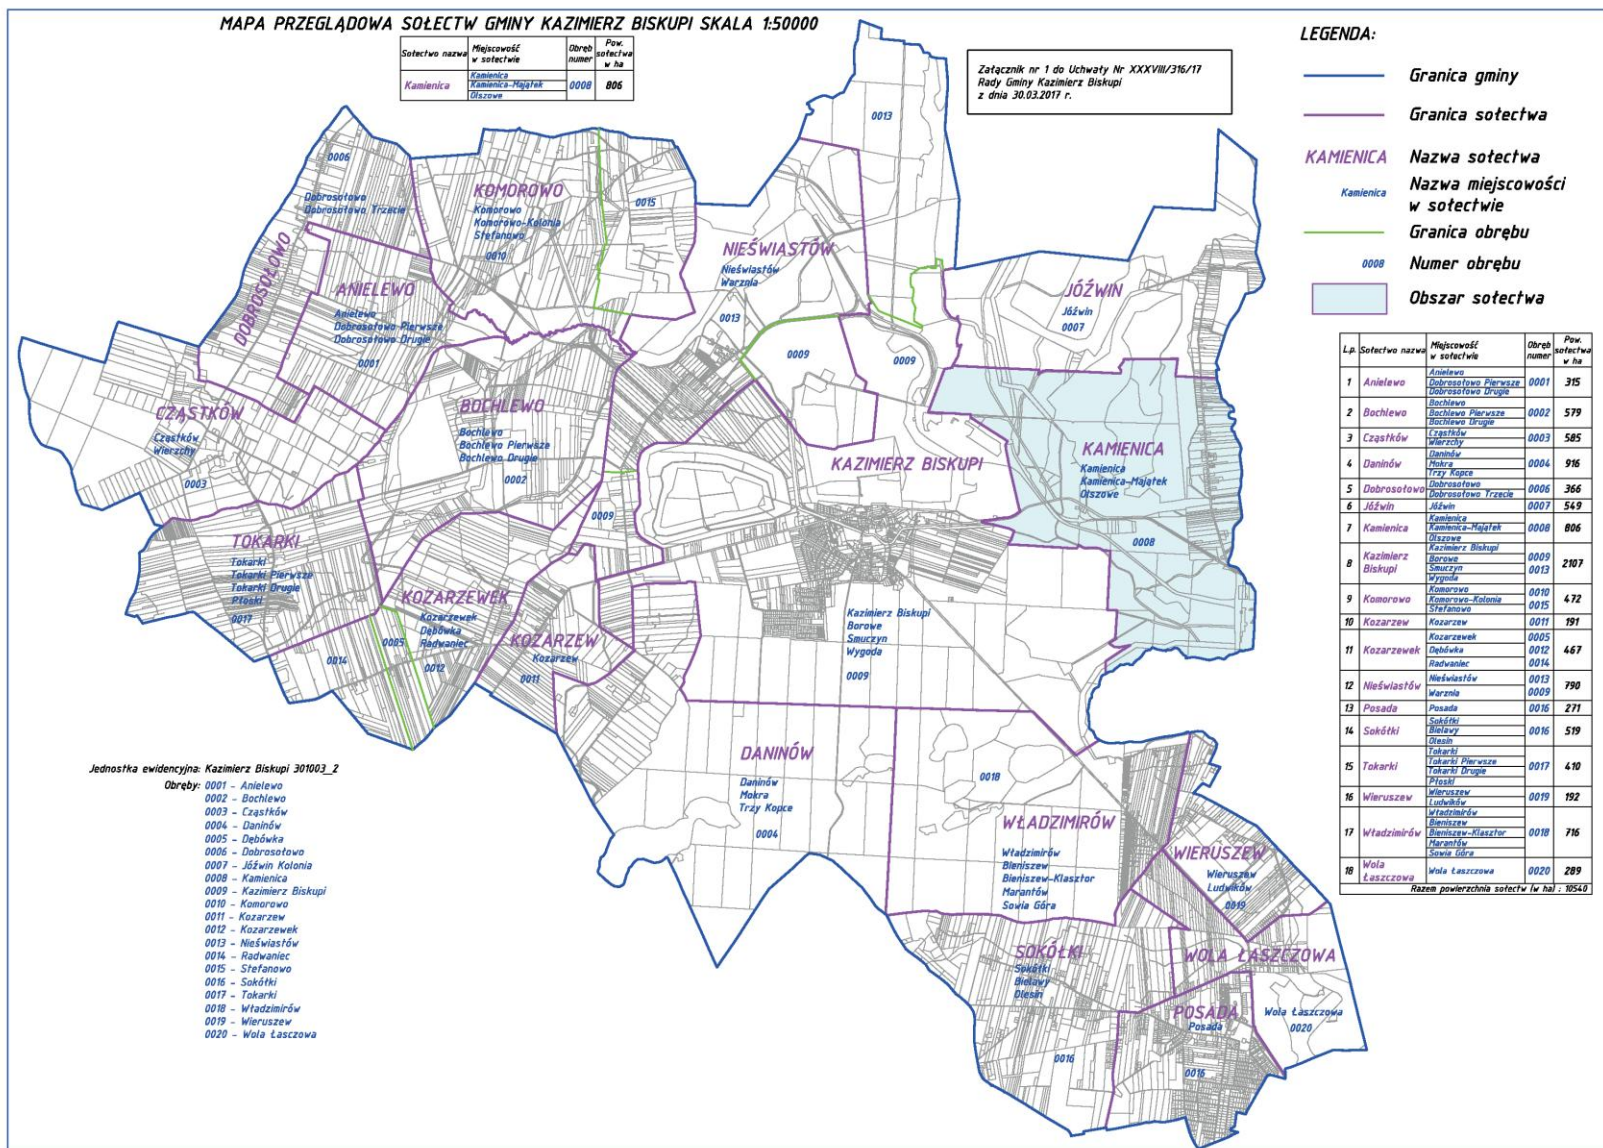 MAPA PRZEGLĄDOWA SOŁECTW GMINY KAZIMIERZ BISKUPI SKALA 1:50000
Sołectwo nazwa Miejscowość w sołectwie Obręb numer Pow. sołectwa w ha
Kamienica Kamienica 0008 806
Kamienica-Majątek
Olszowe
Załącznik nr 1 do Uchwały Nr XXXVIII/316/17
Rady Gminy Kazimierz Biskupi
z dnia 30.03.2017 r.
LEGENDA:
Granica gminy
Granica sołectwa
KAMIENICA Nazwa sołectwa
Kamienica Nazwa miejscowości
w sołectwie
Granica obrębu
0008 Numer obrębu
Obszar sołectwa
L.p. Sołectwo nazwa Miejscowość w sołectwie Obręb numer Pow. sołectwa w ha
1 Anielewo Anielewo 0001 315
Dobrosołowo Pierwsze
Dobrosołowo Drugie
2 Bochlewo Bochlewo 0002 579
Bochlewo Pierwsze
Bochlewo Drugie
3 Cząstków Cząstków 0003 585
Wierzchy
4 Daninów Daninów 0004 916
Mokra
Trzy Kopce
5 Dobrosołowo Dobrosołowo 0006 366
Dobrosołowo Trzecie
6 Jóźwin Jóźwin 0007 549
7 Kamienica Kamienica 0008 806
Kamienica-Majątek
Olszowe
8 Kazimierz Biskupi Kazimierz Biskupi 0009 0013 2107
Borowe
Smuczyn
Wygoda
9 Komorowo Komorowo 0010 0015 472
Komorowo-Kolonia
Stefanowo
10 Kozarzew Kozarzew 0011 191
11 Kozarzewek Kozarzewek 0005 467
Dębówka 0012
Radwaniec 0014
12 Nieświastów Nieświastów 0013 790
Warznia 0009
13 Posada Posada 0016 271
14 Sokółki Sokółki 0016 519
Bielawy
Olesin
15 Tokarki Tokarki 0017 410
Tokarki Pierwsze
Tokarki Drugie
Płoski
16 Wieruszew Wieruszew 0019 192
Ludwików
17 Władzimirów Władzimirów 0018 716
Bieniszew
Bieniszew-Klasztor
Marantów
Sowia Góra
18 Wola Łaszczowa Wola Łaszczowa 0020 289
Razem powierzchnia sołectw (w ha) : 10540
0013
0006
Dobrosołowo
Dobrosołowo Trzecie
DOBROSOŁOWO
KOMOROWO
Komorowo
Komorowo-Kolonia
Stefanowo
0010
0015
NIEŚWIASTÓW
Nieświastów
Warznia
0013
ANIELEWO
Anielewo
Dobrosołowo Pierwsze
Dobrosołowo Drugie
0001
JÓŹWIN
Jóźwin
0007
0009
0009
CZĄSTKÓW
Cząstków
Wierzchy
0003
BOCHLEWO
Bochlewo
Bochlewo Pierwsze
Bochlewo Drugie
0002
KAZIMIERZ BISKUPI
KAMIENICA
Kamienica
Kamienica-Majątek
Olszowe
0008
0009
TOKARKI
Tokarki
Tokarki Pierwsze
Tokarki Drugie
Płoski
0017
KOZARZEWEK
Kozarzewek
Dębówka
Radwaniec
0005
0014
0012
KOZARZEW
Kozarzew
0011
Kazimierz Biskupi
Borowe
Smuczyn
Wygoda
0009
DANINÓW
Daninów
Mokra
Trzy Kopce
0004
0018
WŁADZIMIRÓW
Władzimirów
Bieniszew
Bieniszew-Klasztor
Marantów
Sowia Góra
WIERUSZEW
Wieruszew
Ludwików
0019
SOKÓŁKI
Sokółki
Bielawy
Olesin
0016
WOLA ŁASZCZOWA
Wola Łaszczowa
0020
POSADA
Posada
0016
Jednostka ewidencyjna: Kazimierz Biskupi 301003_2
Obręby: 0001 - Anielewo
0002 - Bochlewo
0003 - Cząstków
0004 - Daninów
0005 - Dębówka
0006 - Dobrosołowo
0007 - Jóźwin Kolonia
0008 - Kamienica
0009 - Kazimierz Biskupi
0010 - Komorowo
0011 - Kozarzew
0012 - Kozarzewek
0013 - Nieświastów
0014 - Radwaniec
0015 - Stefanowo
0016 - Sokółki
0017 - Tokarki
0018 - Władzimirów
0019 - Wieruszew
0020 - Wola Łasczowa